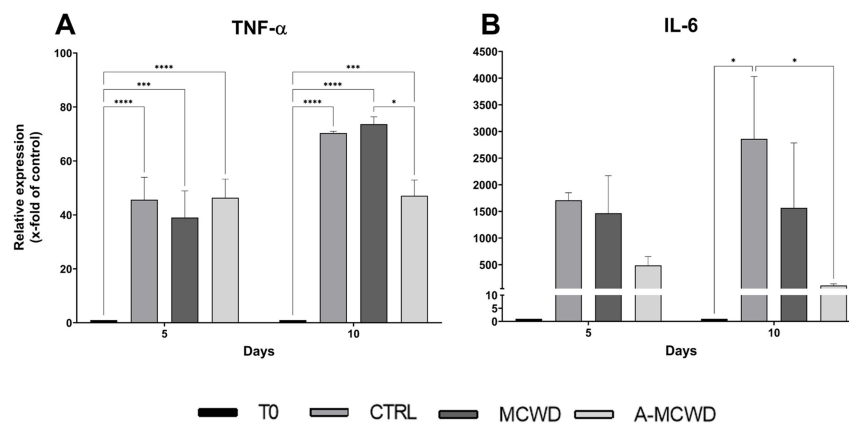 A
TNF-α
Relative expression
(x-fold of control)
100
80
60
40
20
0
****
***
****
***
****
****
*
5
10
Days
B
IL-6
4500
4000
3500
3000
2500
2000
1500
1000
500
10
5
0
*
*
5
10
Days
T0
CTRL
MCWD
A-MCWD